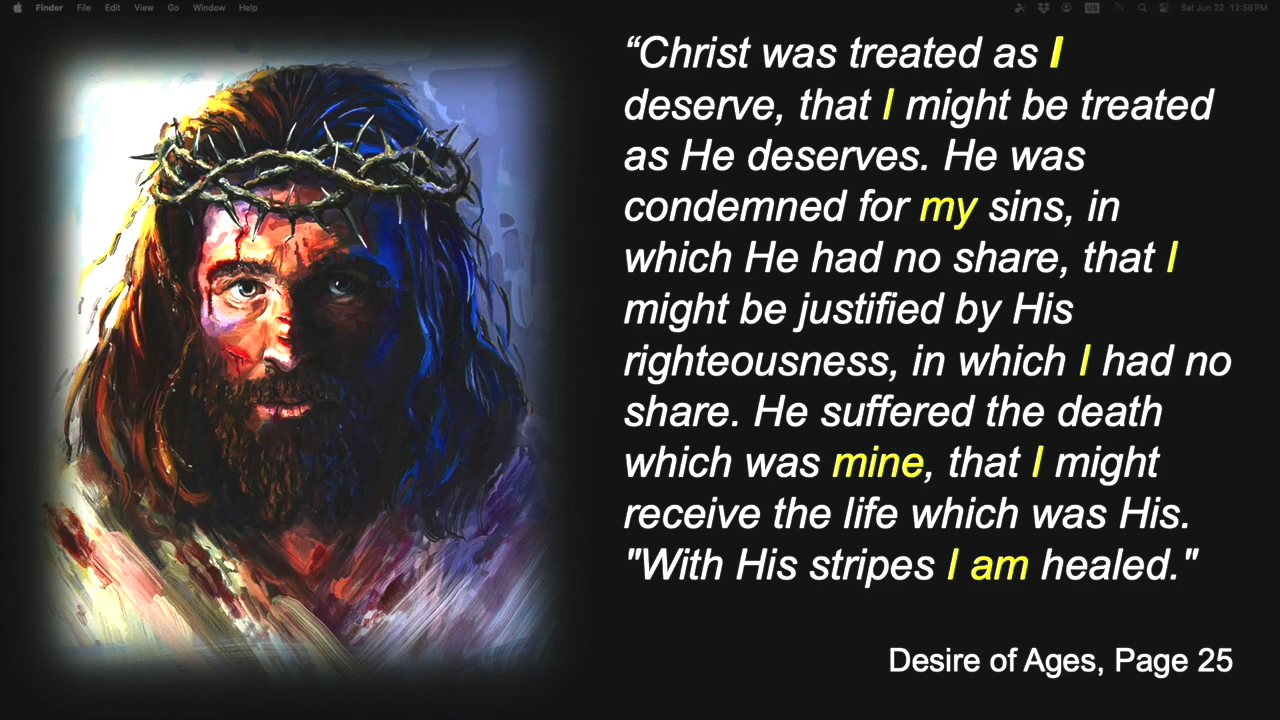 Finder File Edit View Go Window Help
US Sat Jun 22 12:56PM
“Christ was treated as I
deserve, that I might be treated
as He deserves. He was
condemned for my sins, in
which He had no share, that I
might be justified by His
righteousness, in which I had no
share. He suffered the death
which was mine, that I might
receive the life which was His.
"With His stripes I am healed."
Desire of Ages, Page 25